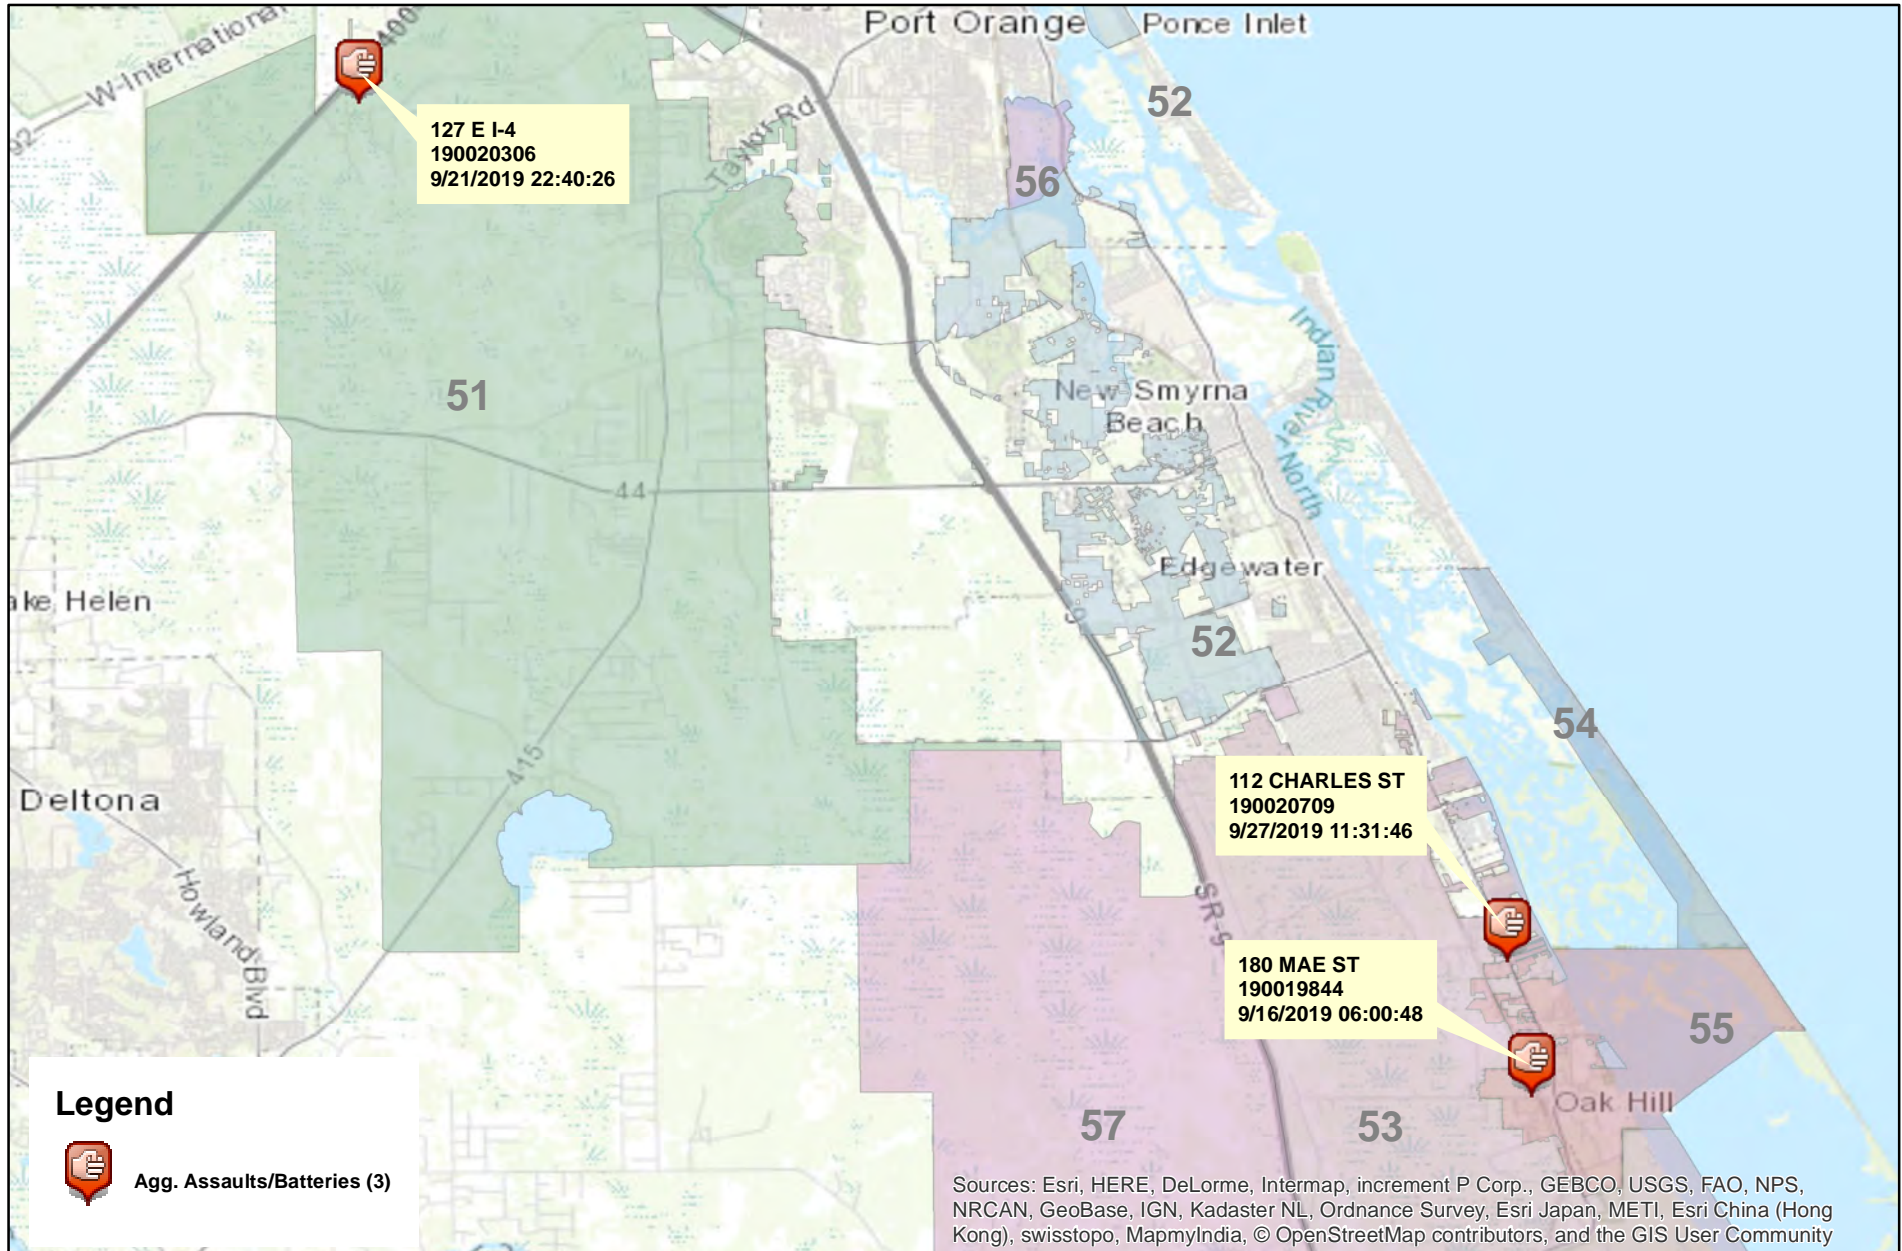 Port Orange
Ponce Inlet
W-International
400
92
127 E I-4
190020306
9/21/2019 22:40:26
Taylor Rd
52
56
51
Indian River North
New Smyrna
Beach
44
Edgewater
ake Helen
9
52
54
415
Deltona
112 CHARLES ST
190020709
9/27/2019 11:31:46
Howland Blvd
SR-9
180 MAE ST
190019844
9/16/2019 06:00:48
55
Legend
Oak Hill
57
53
Agg. Assaults/Batteries (3)
Sources: Esri, HERE, DeLorme, Intermap, increment P Corp., GEBCO, USGS, FAO, NPS,
NRCAN, GeoBase, IGN, Kadaster NL, Ordnance Survey, Esri Japan, METI, Esri China (Hong
Kong), swisstopo, MapmyIndia, © OpenStreetMap contributors, and the GIS User Community